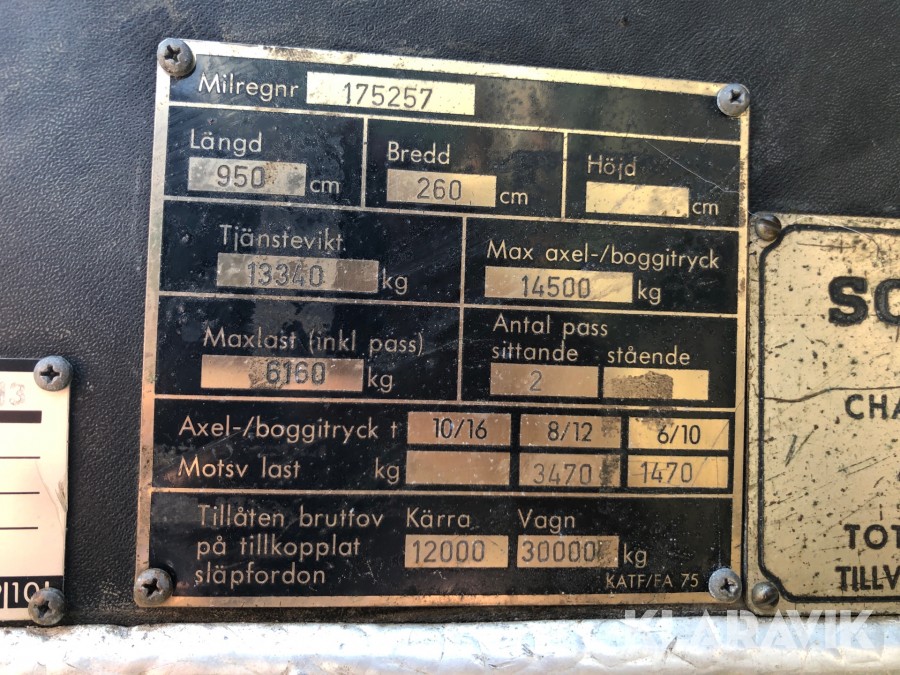 Milregnr 175257
Längd Bredd Höjd
950 cm 260 cm cm
Tjänstevikt Max axel-/boggitryck
13340 kg 14500 kg
Maxlast (inkl pass) Antal pass
sittande stående
6160 kg 2
Axel-/boggitryck t 10/16 8/12 6/10
Motsv last kg 3470 1470
Tillåten bruttov Kärra Vagn
på tillkopplat 12000 30000 kg
släpfordon KATF/FA 75
SC
CHA
TOT
TILLV
KLARAVIK